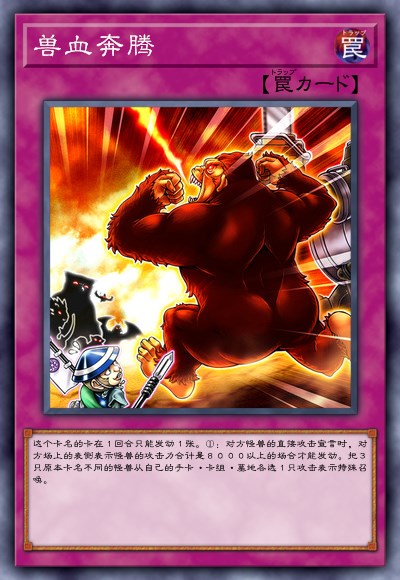 兽血奔腾
トラップ
罠
トラップ
【罠カード】
这个卡名的卡在１回合只能发动１张。①：对方怪兽的直接攻击宣言时，对
方场上的表侧表示怪兽的攻击力合计是８０００以上的场合才能发动。把３
只原本卡名不同的怪兽从自己的手卡·卡组·墓地各选１只攻击表示特殊召
唤。